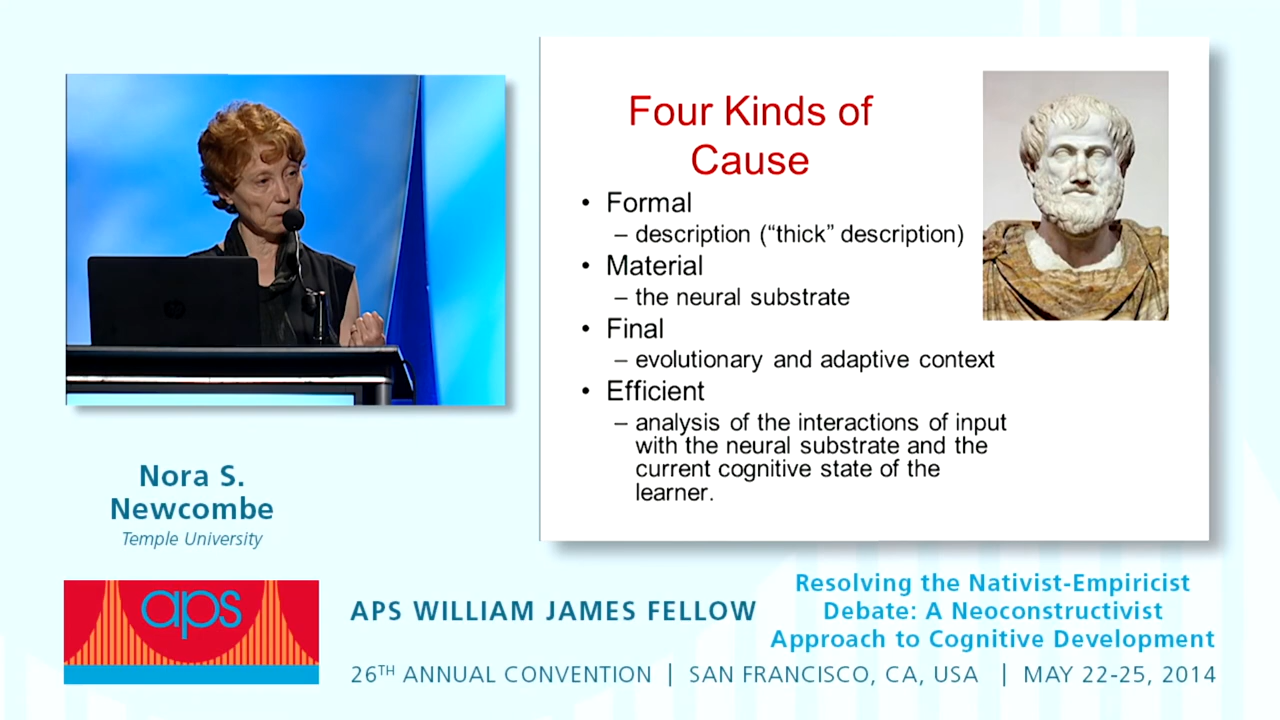 Four Kinds of
Cause
• Formal
– description (“thick” description)
• Material
– the neural substrate
• Final
– evolutionary and adaptive context
• Efficient
– analysis of the interactions of input
with the neural substrate and the
current cognitive state of the
learner.
Nora S.
Newcombe
Temple University
aps
APS WILLIAM JAMES FELLOW
Resolving the Nativist-Empiricist
Debate: A Neoconstructivist
Approach to Cognitive Development
26TH ANNUAL CONVENTION | SAN FRANCISCO, CA, USA | MAY 22-25, 2014